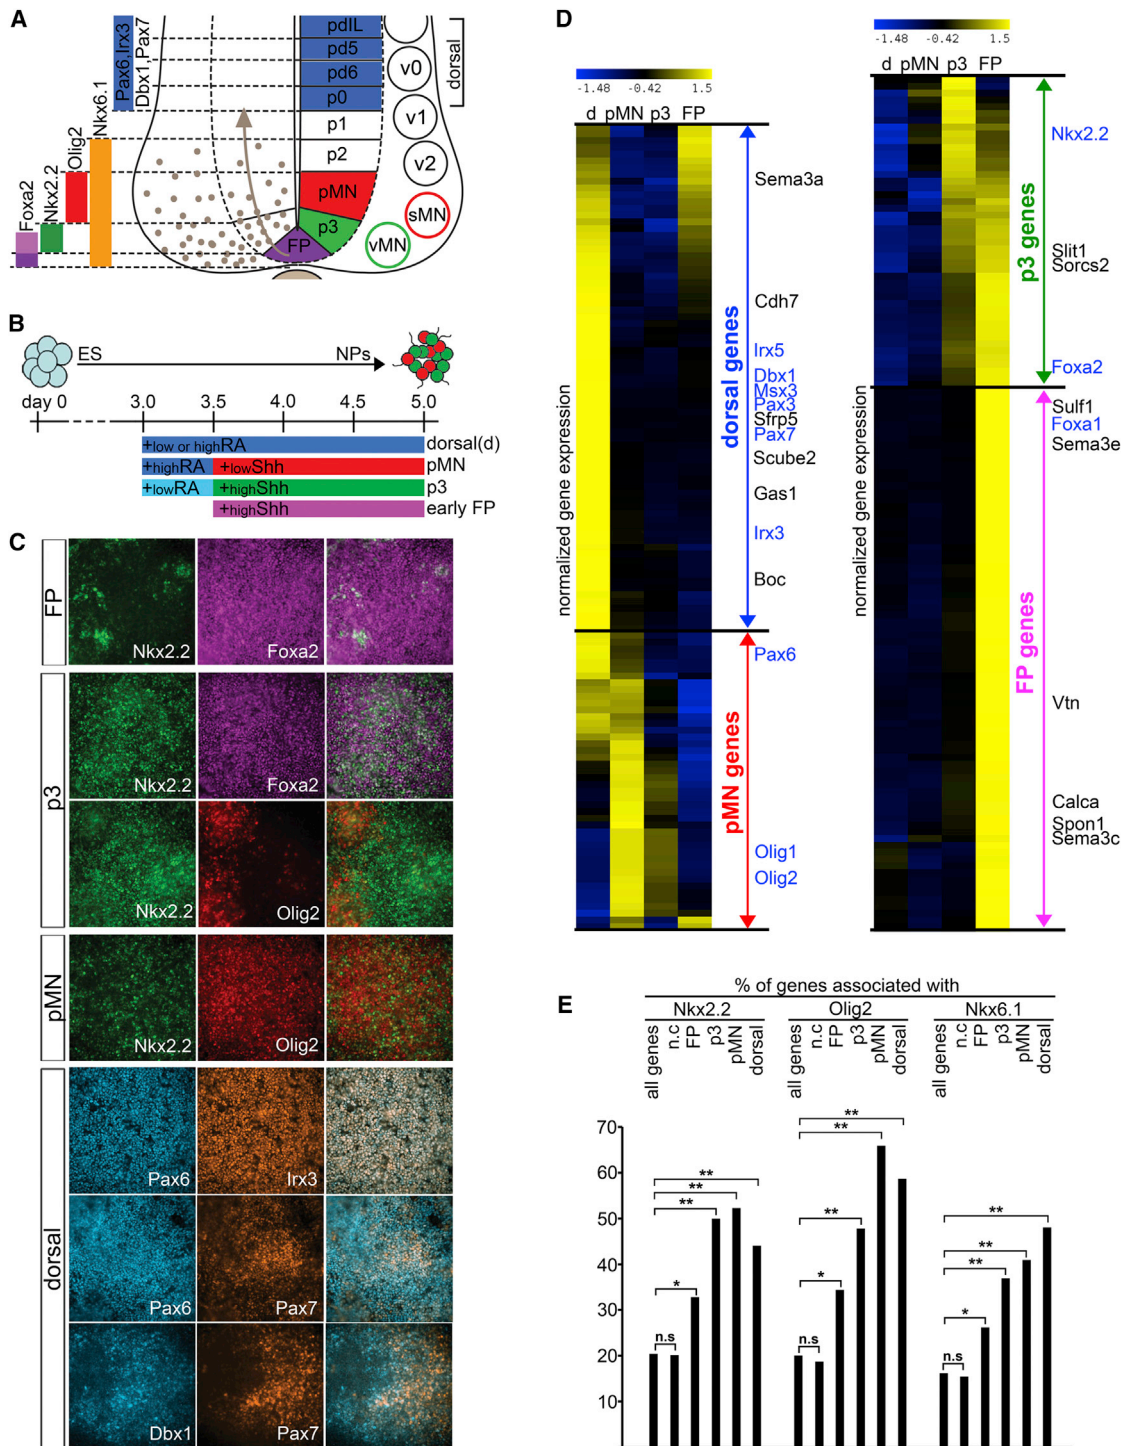 A
Pax6,Irx3
Dbx1,Pax7
Nkx6.1
Olig2
Nkx2.2
Foxa2
pdIL
pd5
pd6
p0
p1
p2
pMN
p3
FP
v0
v1
v2
sMN
vMN
dorsal
B
ES
NPs
day 0
3.0
3.5
4.0
4.5
5.0
+low or highRA
dorsal(d)
+highRA
+lowShh
pMN
+lowRA
+highShh
p3
+highShh
early FP
C
FP
Nkx2.2
Foxa2
p3
Nkx2.2
Foxa2
Nkx2.2
Olig2
pMN
Nkx2.2
Olig2
dorsal
Pax6
Irx3
Pax6
Pax7
Dbx1
Pax7
D
-1.48 -0.42 1.5
d pMN p3 FP
normalized gene expression
dorsal genes
Sema3a
Cdh7
Irx5
Dbx1
Msx3
Pax3
Sfrp5
Pax7
Scube2
Gas1
Irx3
Boc
pMN genes
Pax6
Olig1
Olig2
-1.48 -0.42 1.5
d pMN p3 FP
normalized gene expression
p3 genes
Nkx2.2
Slit1
Sorcs2
Foxa2
FP genes
Sulf1
Foxa1
Sema3e
Vtn
Calca
Spon1
Sema3c
E
% of genes associated with
Nkx2.2
Olig2
Nkx6.1
all genes
n.c
FP
p3
pMN
dorsal
all genes
n.c
FP
p3
pMN
dorsal
all genes
n.c
FP
p3
pMN
dorsal
70
60
50
40
30
20
10
**
**
**
*
n.s
**
**
**
*
n.s
**
**
**
*
n.s